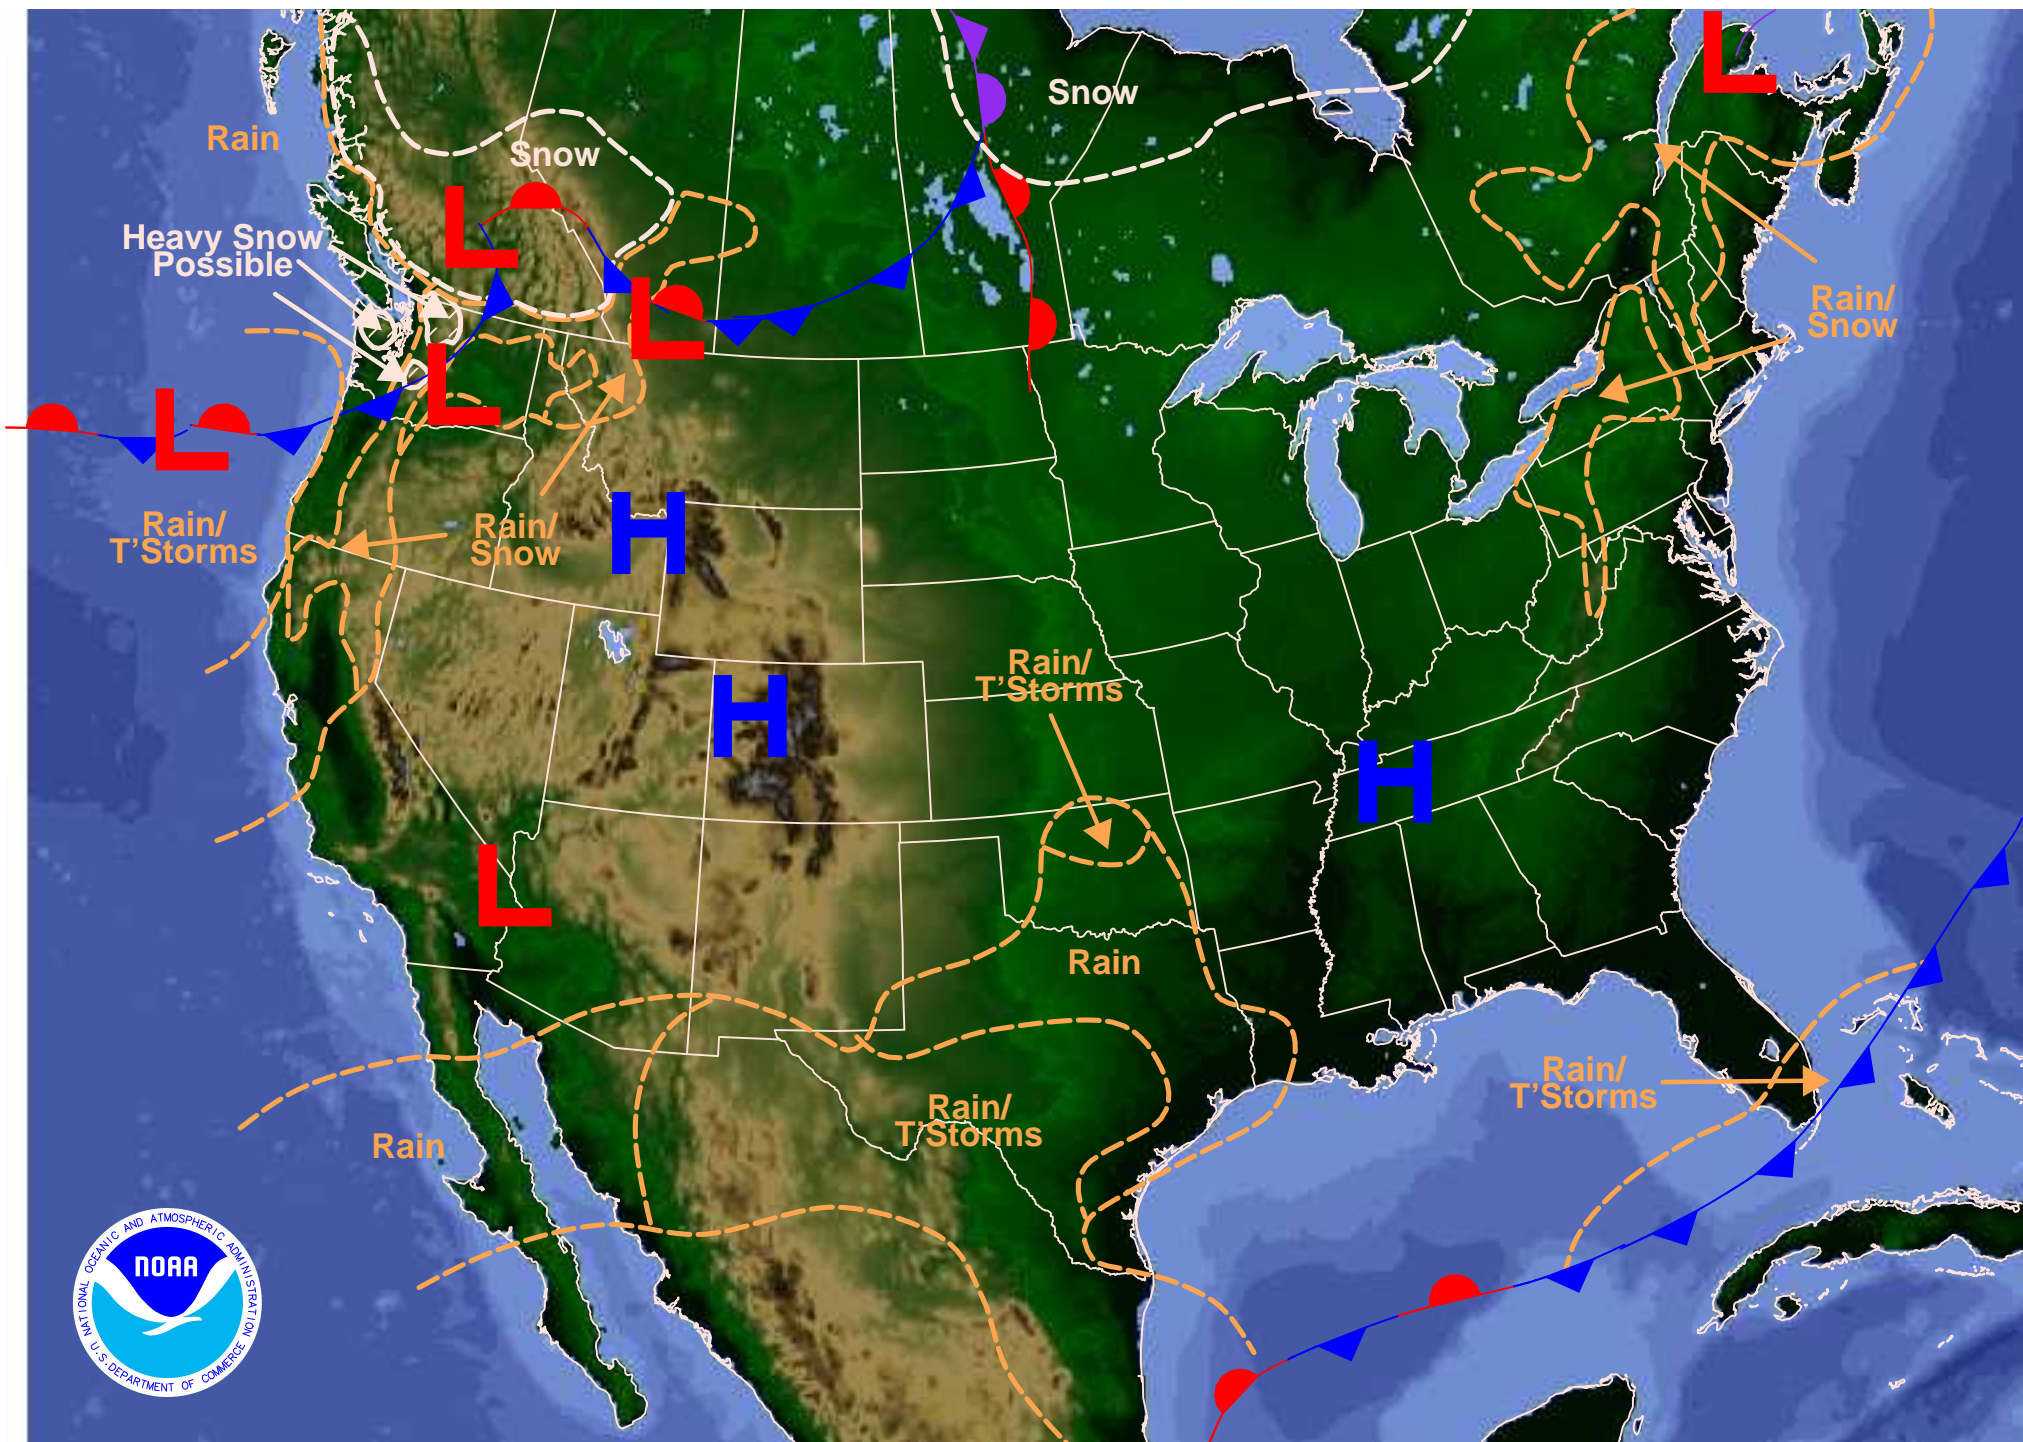 L
Snow
Rain
Snow
L
Heavy Snow
Possible
L
Rain/
Snow
L
L
H
Rain/
T'Storms
Rain/
Snow
Rain/
T'Storms
H
H
L
Rain
Rain/
T'Storms
Rain/
T'Storms
Rain
NATIONAL OCEANIC AND ATMOSPHERIC ADMINISTRATION
NOAA
U.S. DEPARTMENT OF COMMERCE